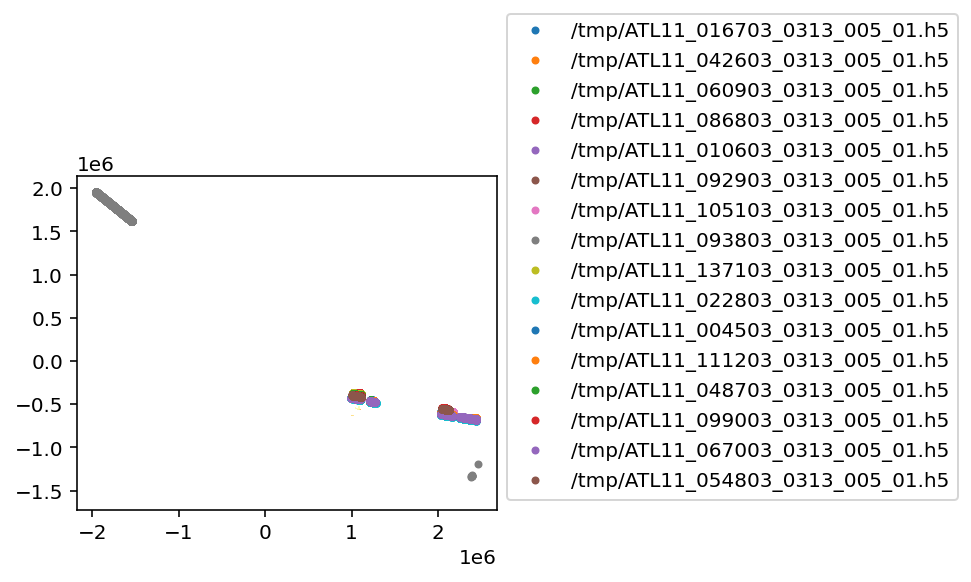 /tmp/ATL11_016703_0313_005_01.h5
/tmp/ATL11_042603_0313_005_01.h5
/tmp/ATL11_060903_0313_005_01.h5
/tmp/ATL11_086803_0313_005_01.h5
/tmp/ATL11_010603_0313_005_01.h5
/tmp/ATL11_092903_0313_005_01.h5
/tmp/ATL11_105103_0313_005_01.h5
/tmp/ATL11_093803_0313_005_01.h5
/tmp/ATL11_137103_0313_005_01.h5
/tmp/ATL11_022803_0313_005_01.h5
/tmp/ATL11_004503_0313_005_01.h5
/tmp/ATL11_111203_0313_005_01.h5
/tmp/ATL11_048703_0313_005_01.h5
/tmp/ATL11_099003_0313_005_01.h5
/tmp/ATL11_067003_0313_005_01.h5
/tmp/ATL11_054803_0313_005_01.h5
1e6
2.0
1.5
1.0
0.5
0.0
−0.5
−1.0
−1.5
−2 −1 0 1 2
1e6